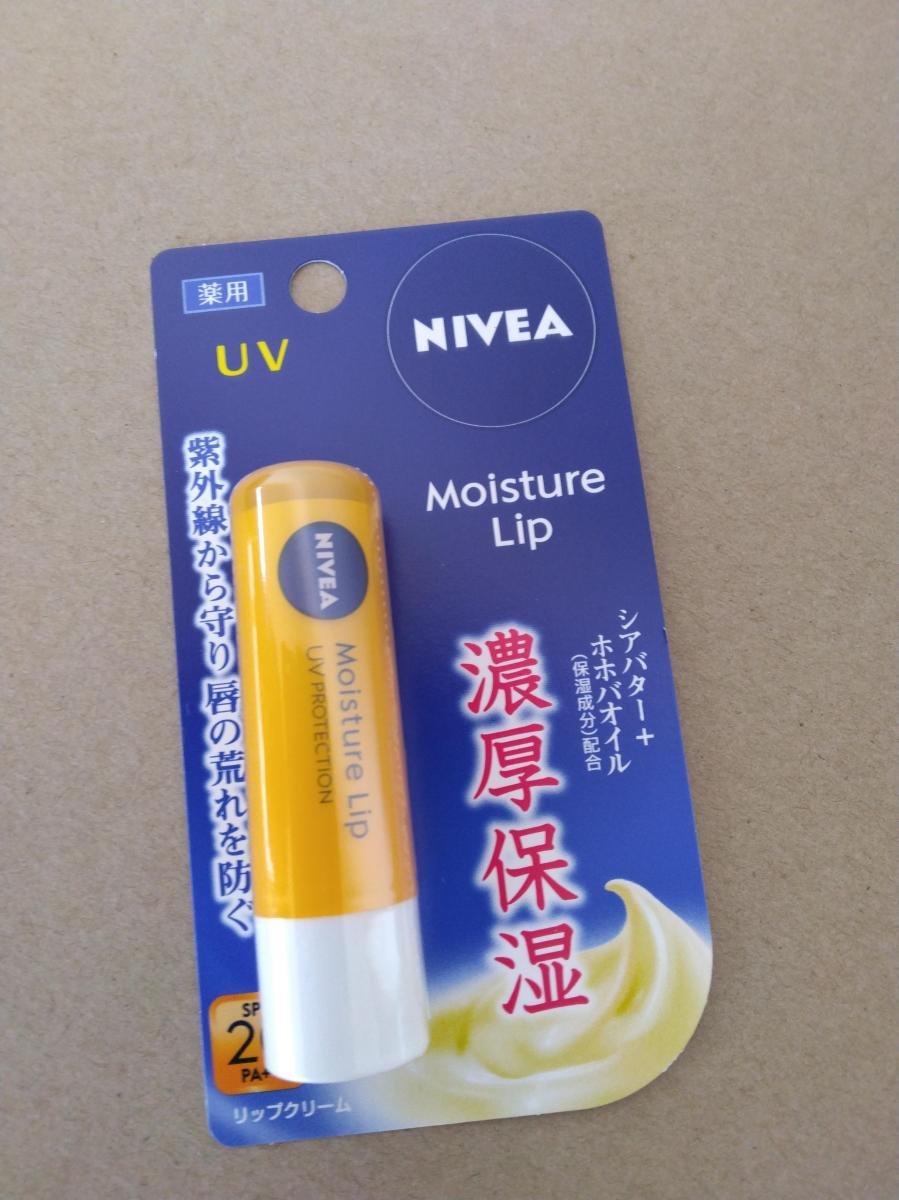 薬用
UV
NIVEA
Moisture
Lip
紫外線から守り 唇の荒れを防ぐ
NIVEA
Moisture Lip
UV PROTECTION
シアバター+
ホホバオイル
(保湿成分)配合
濃厚保湿
PA+
リップクリーム